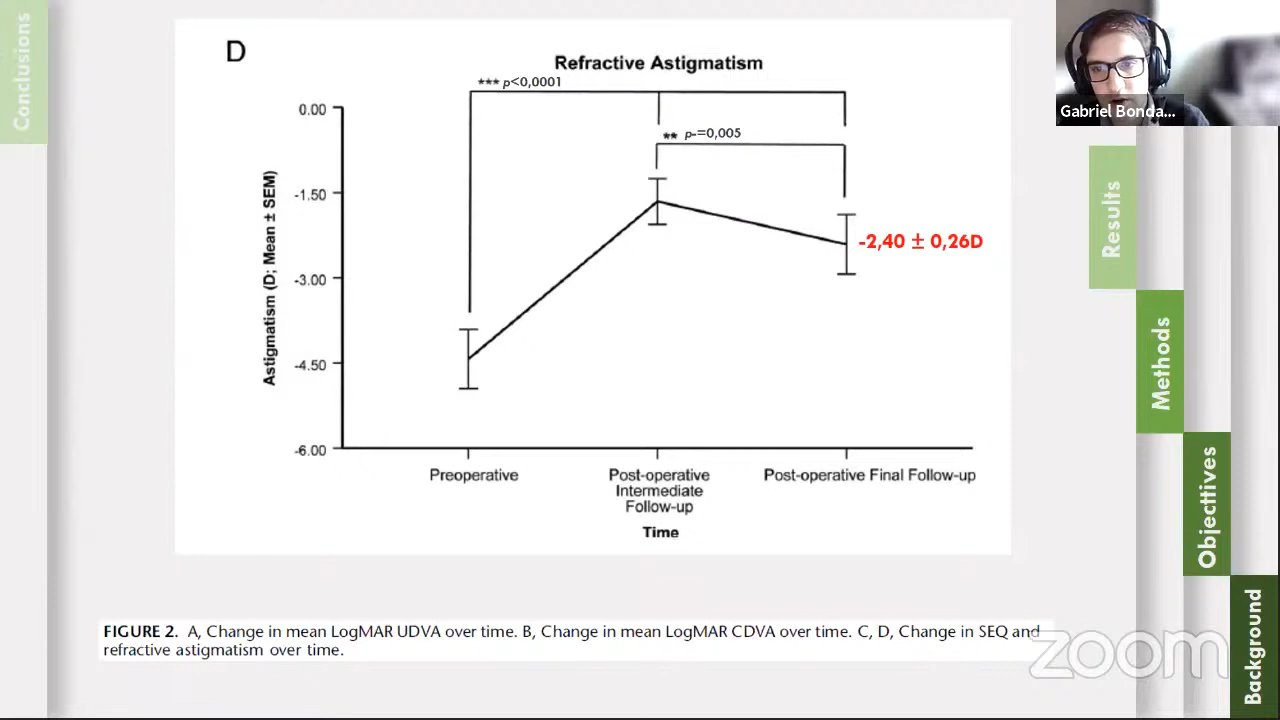 Conclusions
D
Refractive Astigmatism
*** p<0,0001
** p-=0,005
0.00
-1.50
-3.00
-4.50
-6.00
Astigmatism (D; Mean ± SEM)
-2,40 ± 0,26D
Preoperative
Post-operative
Intermediate
Follow-up
Post-operative Final Follow-up
Time
FIGURE 2. A, Change in mean LogMAR UDVA over time. B, Change in mean LogMAR CDVA over time. C, D, Change in SEQ and
refractive astigmatism over time.
Gabriel Bonda...
Results
Methods
Objectives
Background
zoom